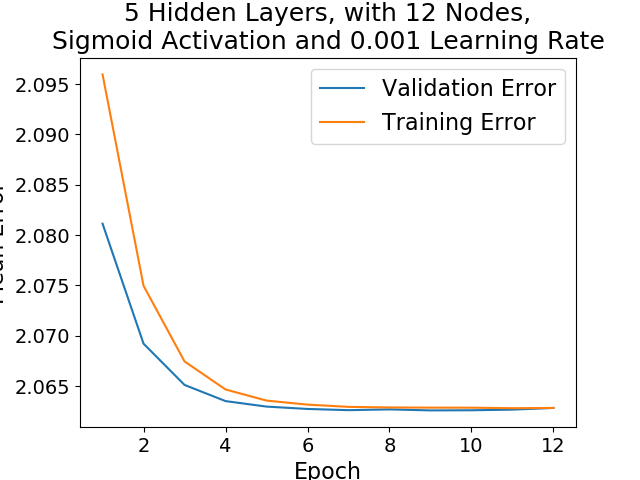 5 Hidden Layers, with 12 Nodes,
Sigmoid Activation and 0.001 Learning Rate
Validation Error
Training Error
2.095
2.090
2.085
2.080
2.075
2.070
2.065
2 4 6 8 10 12
Epoch